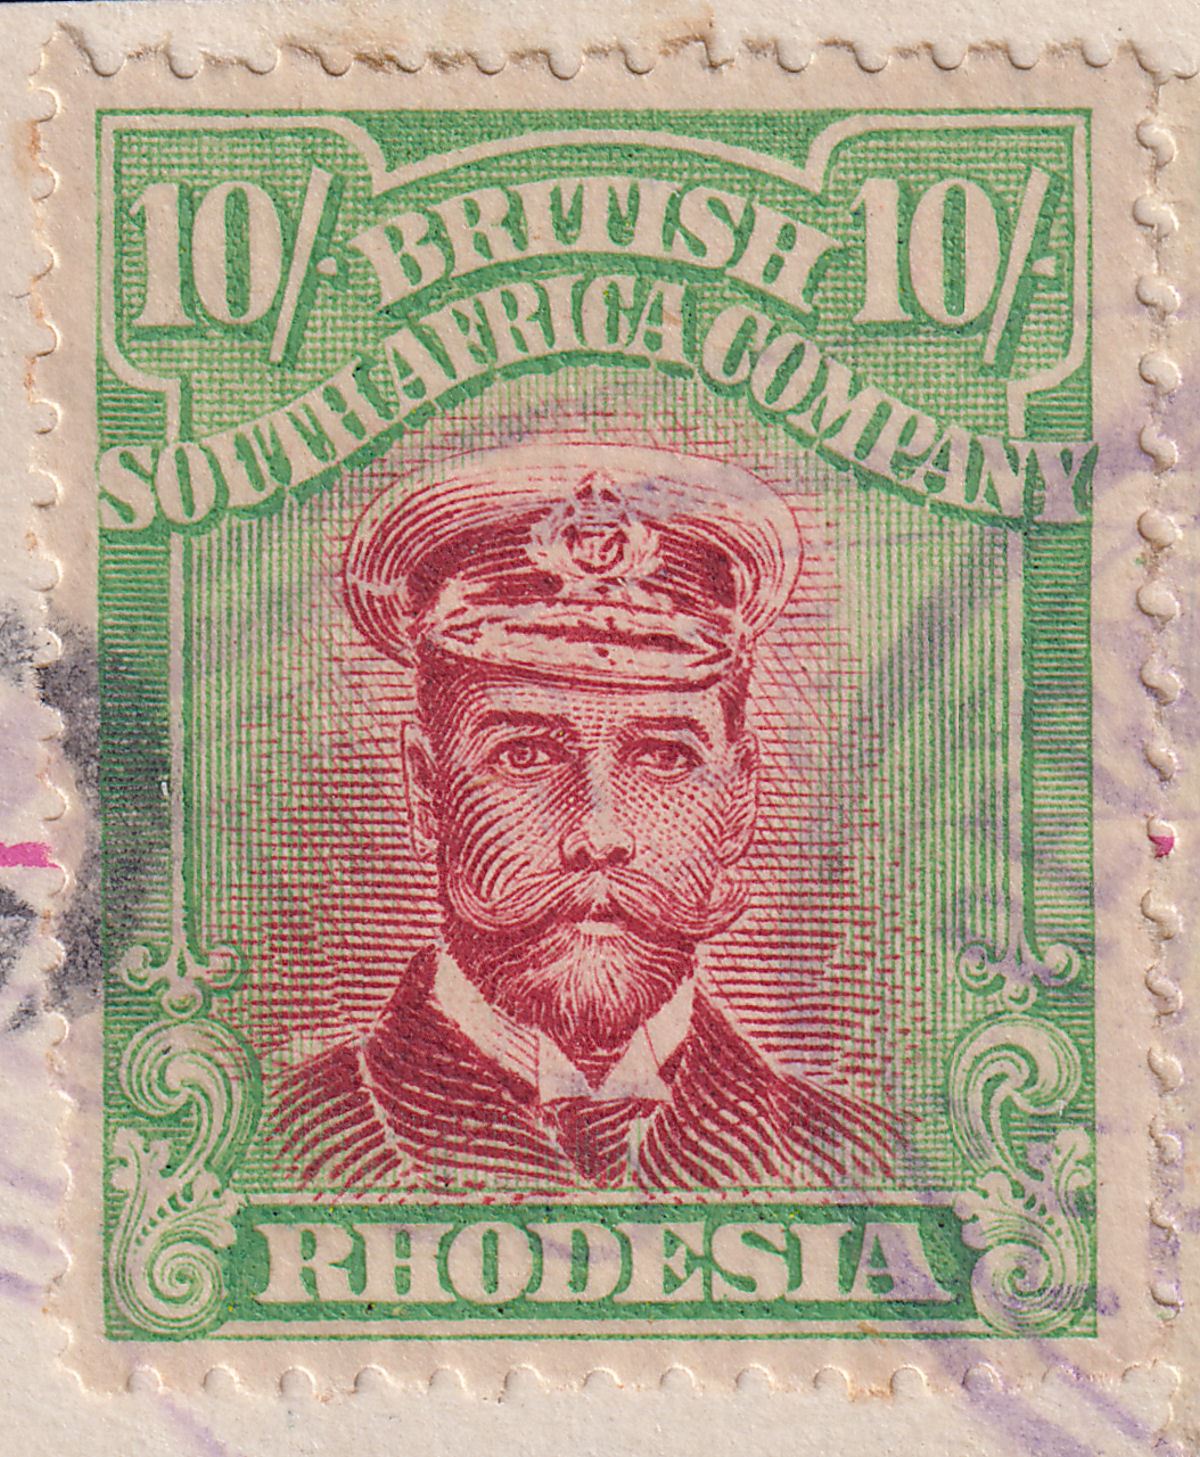 10/- BRITISH 10/-
SOUTH AFRICA COMPANY
RHODESIA